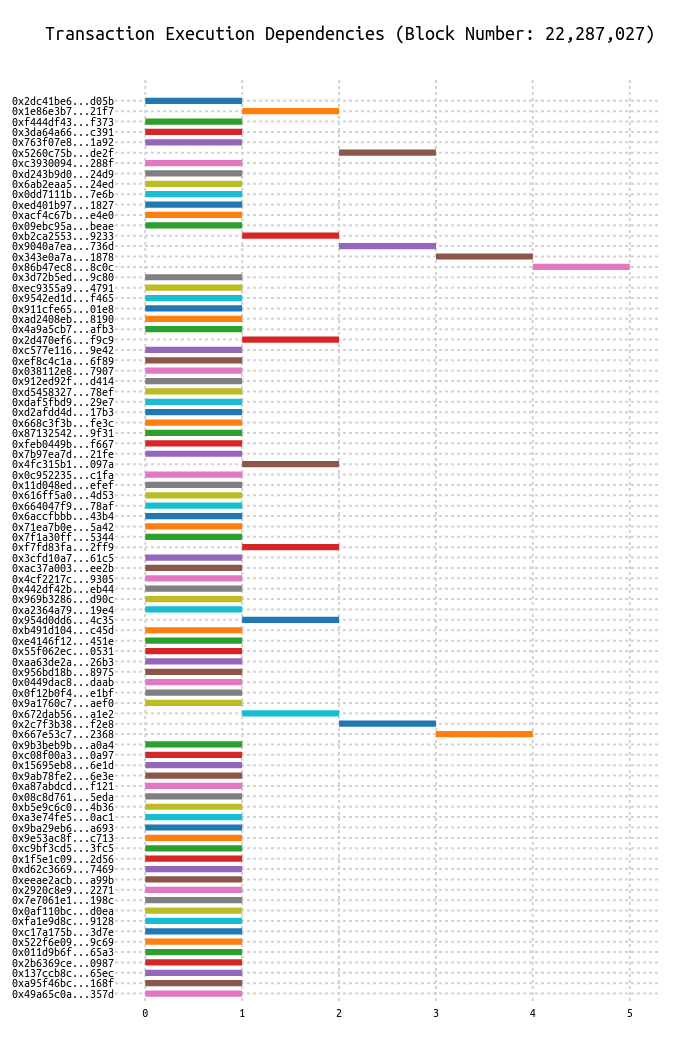 Transaction Execution Dependencies (Block Number: 22,287,027)
0x2dc41be6...d05b
0x1e86e3b7...21f7
0xf444df43...f373
0x3da64a66...c391
0x763f07e8...1a92
0x5260c75b...de2f
0xc3930094...288f
0xd243b9d0...24d9
0x6ab2eaa5...24ed
0x0dd7111b...7e6b
0xed401b97...1827
0xacf4c67b...e4e0
0x09ebc95a...beae
0xb2ca2553...9233
0x9040a7ea...736d
0x343e0a7a...1878
0x86b47ec8...8c0c
0x3d72b5ed...9c80
0xec9355a9...4791
0x9542ed1d...f465
0x911cfe65...01e8
0xad2408eb...8190
0x4a9a5cb7...afb3
0x2d470ef6...f9c9
0xc577e116...9e42
0xef8c4c1a...6f89
0x038112e8...7907
0x912ed92f...d414
0xd5458327...78ef
0xdaf5fbd9...29e7
0xd2afdd4d...17b3
0x668c3f3b...fe3c
0x87132542...9f31
0xfeb0449b...f667
0x7b97ea7d...21fe
0x4fc315b1...097a
0x0c952235...c1fa
0x11d048ed...efef
0x616ff5a0...4d53
0x664047f9...78af
0x6accfbbb...43b4
0x71ea7b0e...5a42
0x7f1a30ff...5344
0xf7fd83fa...2ff9
0x3cfd10a7...61c5
0xac37a003...ee2b
0x4cf2217c...9305
0x442df42b...eb44
0x969b3286...d90c
0xa2364a79...19e4
0x954d0dd6...4c35
0xb491d104...c45d
0xe4146f12...451e
0x55f062ec...0531
0xaa63de2a...26b3
0x956bd18b...8975
0x0449dac8...daab
0x0f12b0f4...e1bf
0x9a1760c7...aef0
0x672dab56...a1e2
0x2c7f3b38...f2e8
0x667e53c7...2368
0x9b3beb9b...a0a4
0xc08f00a3...0a97
0x15695eb8...6e1d
0x9ab78fe2...6e3e
0xa87abdcd...f121
0x08c8d761...5eda
0xb5e9c6c0...4b36
0xa3e74fe5...0ac1
0x9ba29eb6...a693
0x9e53ac8f...c713
0xc9bf3cd5...3fc5
0x1f5e1c09...2d56
0xd62c3669...7469
0xeeae2acb...a99b
0x2920c8e9...2271
0x7e7061e1...198c
0x0af110bc...d0ea
0xfa1e9d8c...9128
0xc17a175b...3d7e
0x522f6e09...9c69
0x011d9b6f...65a3
0x2b6369ce...0987
0x137ccb8c...65ec
0xa95f46bc...168f
0x49a65c0a...357d
0 1 2 3 4 5